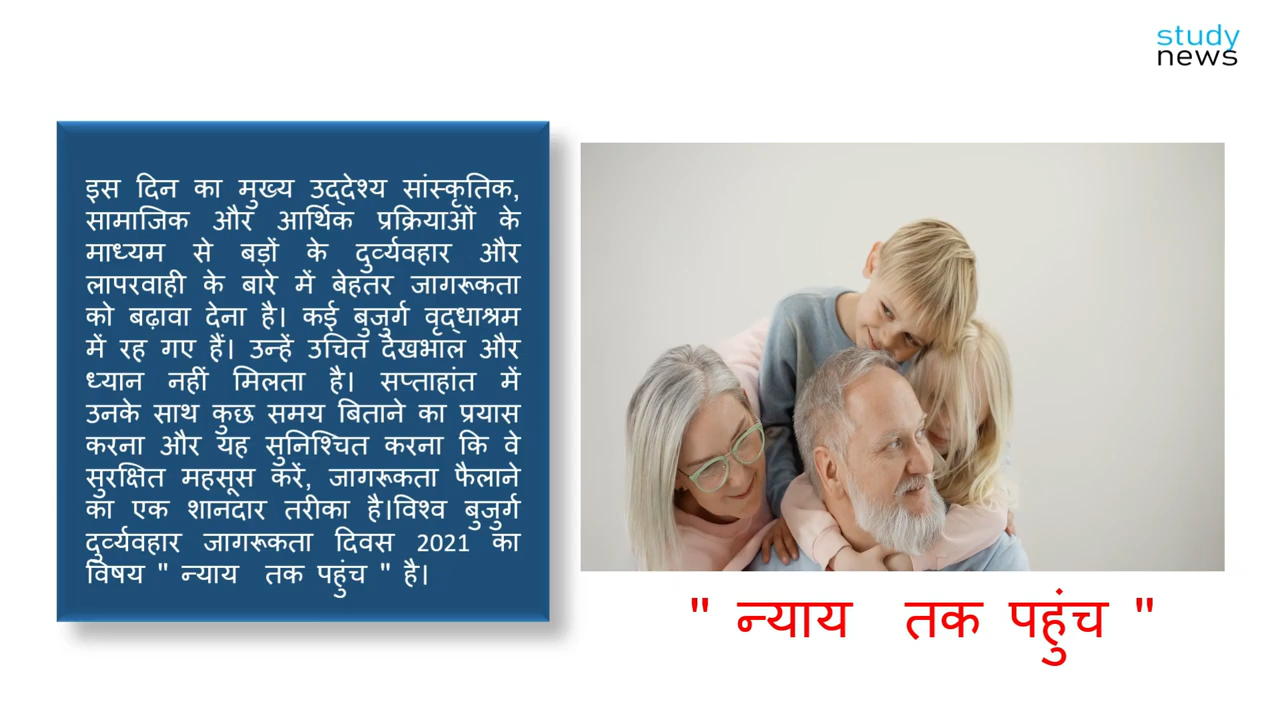 study
news
इस दिन का मुख्य उद्देश्य सांस्कृतिक,
सामाजिक और आर्थिक प्रक्रियाओं के
माध्यम से बड़ों के दुर्व्यवहार और
लापरवाही के बारे में बेहतर जागरूकता
को बढ़ावा देना है। कई बुजुर्ग वृद्धाश्रम
में रह गए हैं। उन्हें उचित देखभाल और
ध्यान नहीं मिलता है। सप्ताहांत में
उनके साथ कुछ समय बिताने का प्रयास
करना और यह सुनिश्चित करना कि वे
सुरक्षित महसूस करें, जागरूकता फैलाने
का एक शानदार तरीका है।विश्व बुजुर्ग
दुर्व्यवहार जागरूकता दिवस 2021 का
विषय " न्याय तक पहुंच " है।
" न्याय तक पहुंच "